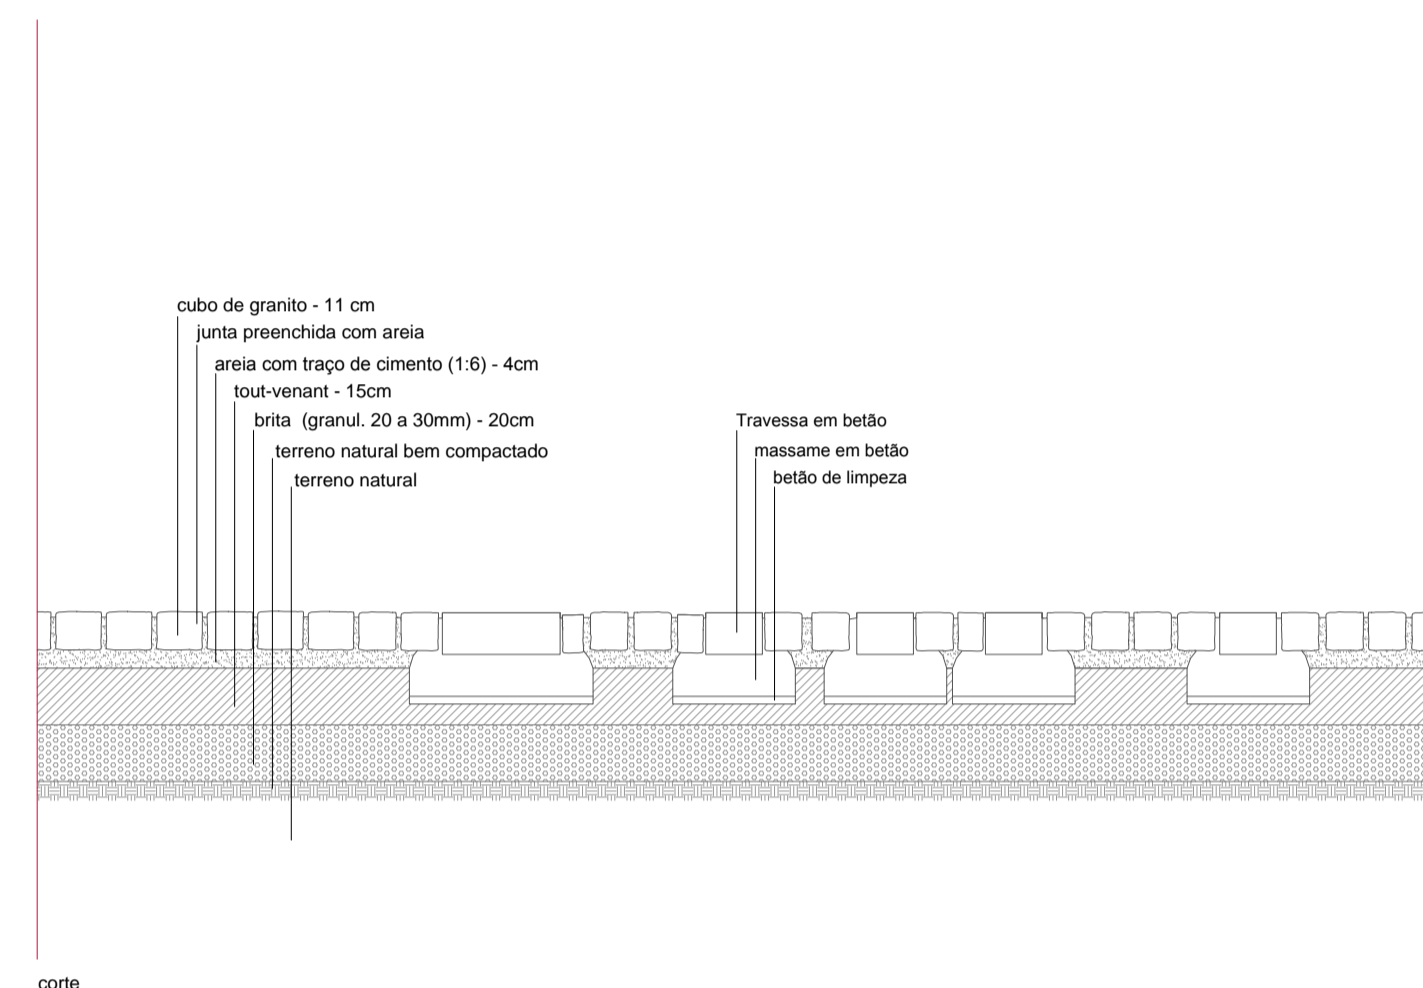 cubo de granito - 11 cm
junta preenchida com areia
areia com traço de cimento (1:6) - 4cm
tout-venant - 15cm
brita  (granul. 20 a 30mm) - 20cm
terreno natural bem compactado
terreno natural
Travessa em betão
massame em betão
betão de limpeza
corte